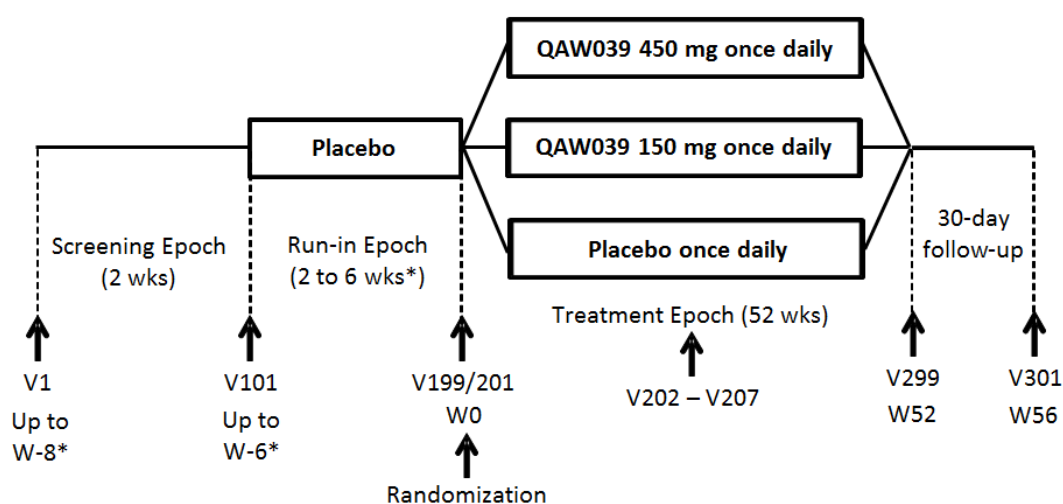 QAW039 450 mg once daily
Placebo
QAW039 150 mg once daily
Placebo once daily
Screening Epoch
(2 wks)
Run-in Epoch
(2 to 6 wks*)
30-day
follow-up
Treatment Epoch (52 wks)
V1
Up to
W-8*
V101
Up to
W-6*
V199/201
W0
Randomization
V202 – V207
V299
W52
V301
W56